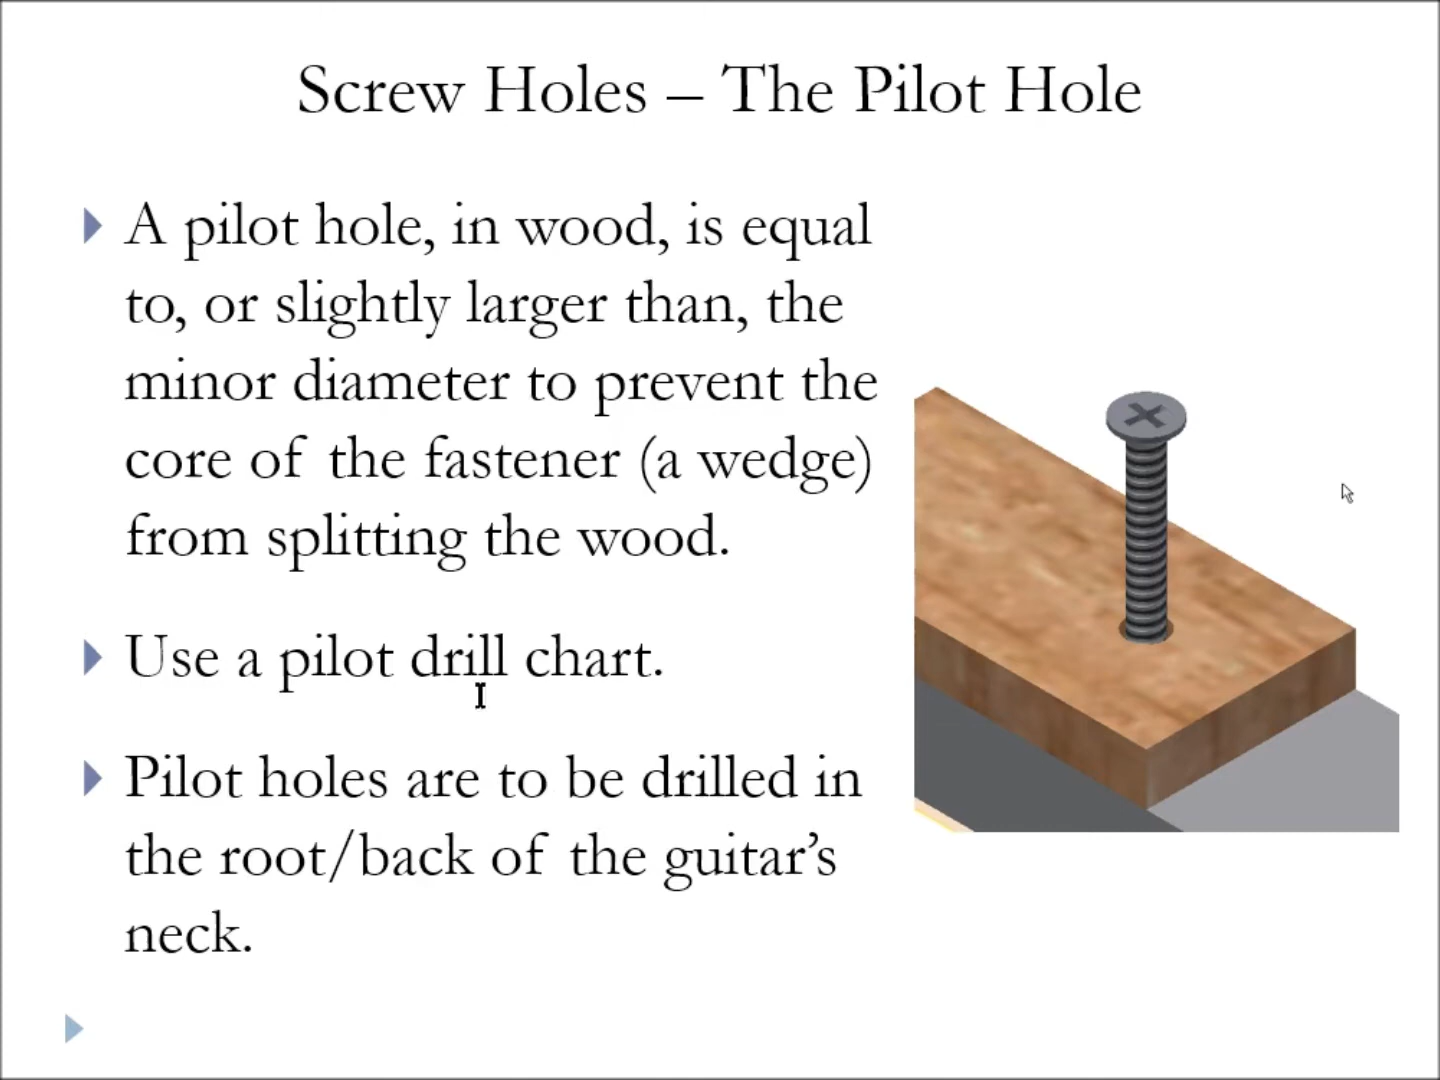 Screw Holes – The Pilot Hole
A pilot hole, in wood, is equal
to, or slightly larger than, the
minor diameter to prevent the
core of the fastener (a wedge)
from splitting the wood.
Use a pilot drill chart.
Pilot holes are to be drilled in
the root/back of the guitar’s
neck.